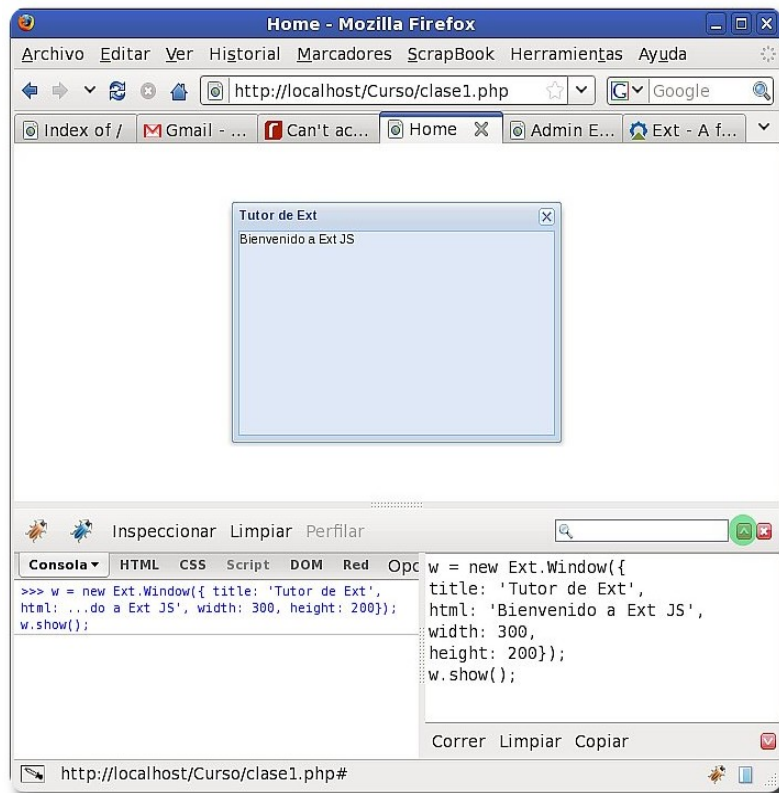 Home - Mozilla Firefox
Archivo Editar Ver Historial Marcadores ScrapBook Herramientas Ayuda
http://localhost/Curso/clase1.php G Google
Index of / Gmail - ... Can't ac... Home Admin E... Ext - A f...
Tutor de Ext
Bienvenido a Ext JS
Inspeccionar Limpiar Perfilar
Consola HTML CSS Script DOM Red Opc
>>> w = new Ext.Window({ title: 'Tutor de Ext',
html: ...do a Ext JS', width: 300, height: 200});
w.show();
w = new Ext.Window({
title: 'Tutor de Ext',
html: 'Bienvenido a Ext JS',
width: 300,
height: 200});
w.show();
Correr Limpiar Copiar
http://localhost/Curso/clase1.php#